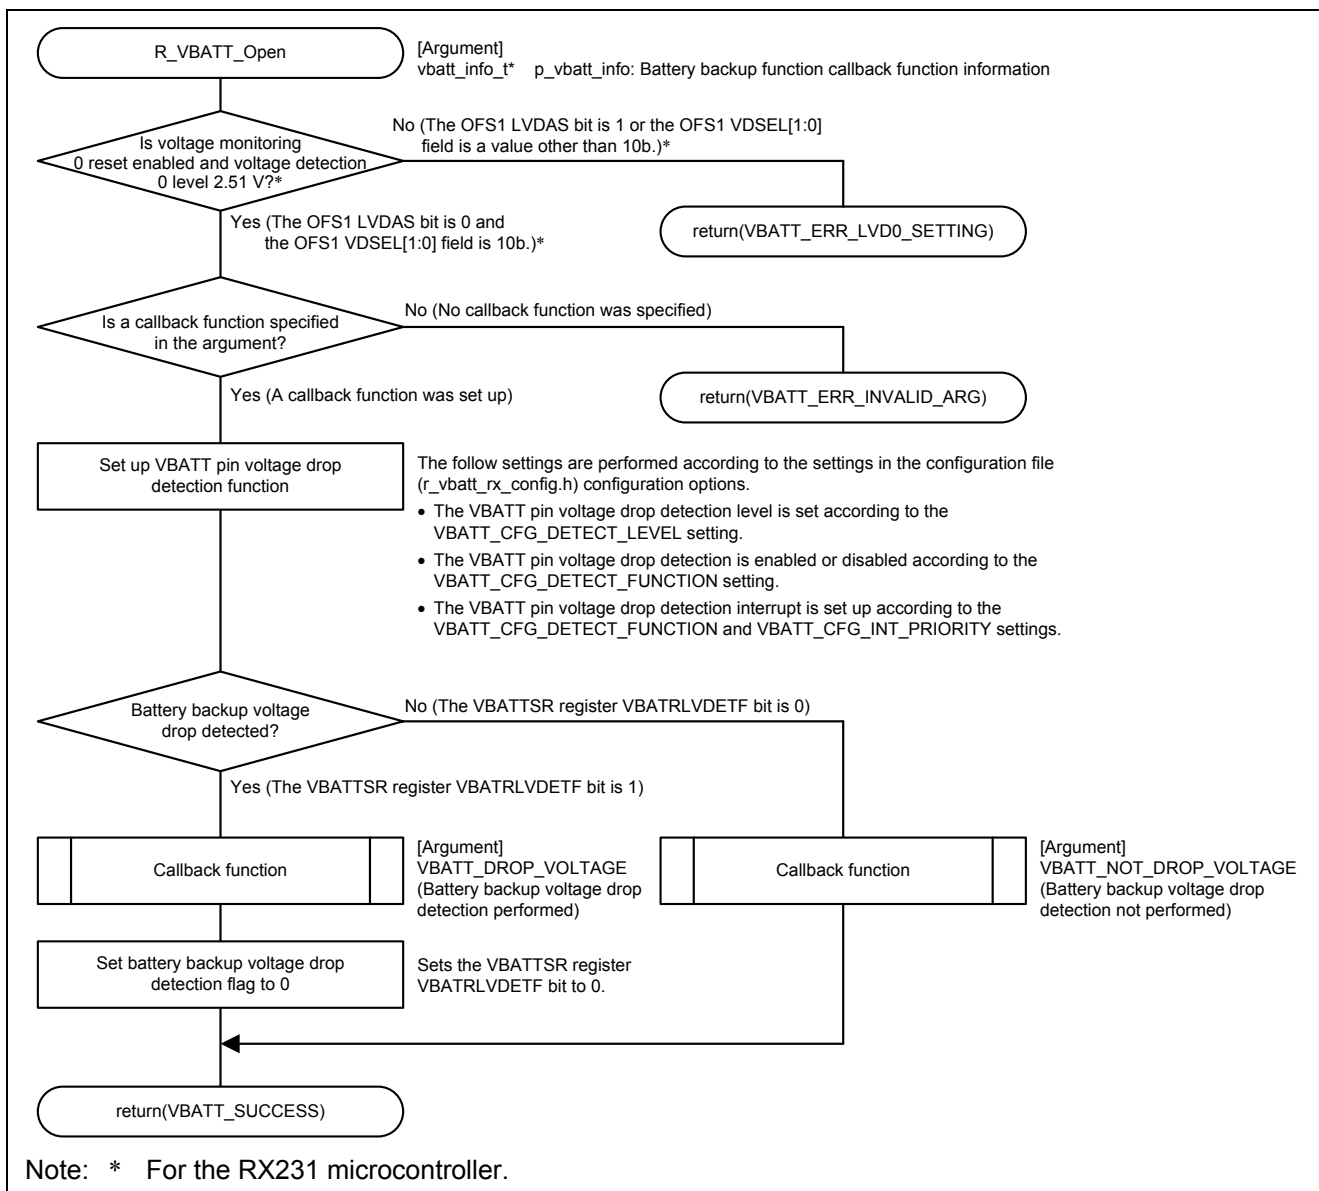 R_VBATT_Open
[Argument]
vbatt_info_t* p_vbatt_info: Battery backup function callback function information
Is voltage monitoring
0 reset enabled and voltage detection
0 level 2.51 V?*
No (The OFS1 LVDAS bit is 1 or the OFS1 VDSEL[1:0]
field is a value other than 10b.)*
return(VBATT_ERR_LVD0_SETTING)
Yes (The OFS1 LVDAS bit is 0 and
the OFS1 VDSEL[1:0] field is 10b.)*
Is a callback function specified
in the argument?
No (No callback function was specified)
return(VBATT_ERR_INVALID_ARG)
Yes (A callback function was set up)
Set up VBATT pin voltage drop
detection function
The follow settings are performed according to the settings in the configuration file
(r_vbatt_rx_config.h) configuration options.
• The VBATT pin voltage drop detection level is set according to the
VBATT_CFG_DETECT_LEVEL setting.
• The VBATT pin voltage drop detection is enabled or disabled according to the
VBATT_CFG_DETECT_FUNCTION setting.
• The VBATT pin voltage drop detection interrupt is set up according to the
VBATT_CFG_DETECT_FUNCTION and VBATT_CFG_INT_PRIORITY settings.
Battery backup voltage
drop detected?
No (The VBATTSR register VBATRLVDETF bit is 0)
Yes (The VBATTSR register VBATRLVDETF bit is 1)
Callback function
[Argument]
VBATT_DROP_VOLTAGE
(Battery backup voltage drop
detection performed)
Callback function
[Argument]
VBATT_NOT_DROP_VOLTAGE
(Battery backup voltage drop
detection not performed)
Set battery backup voltage drop
detection flag to 0
Sets the VBATTSR register
VBATRLVDETF bit to 0.
return(VBATT_SUCCESS)
Note: * For the RX231 microcontroller.